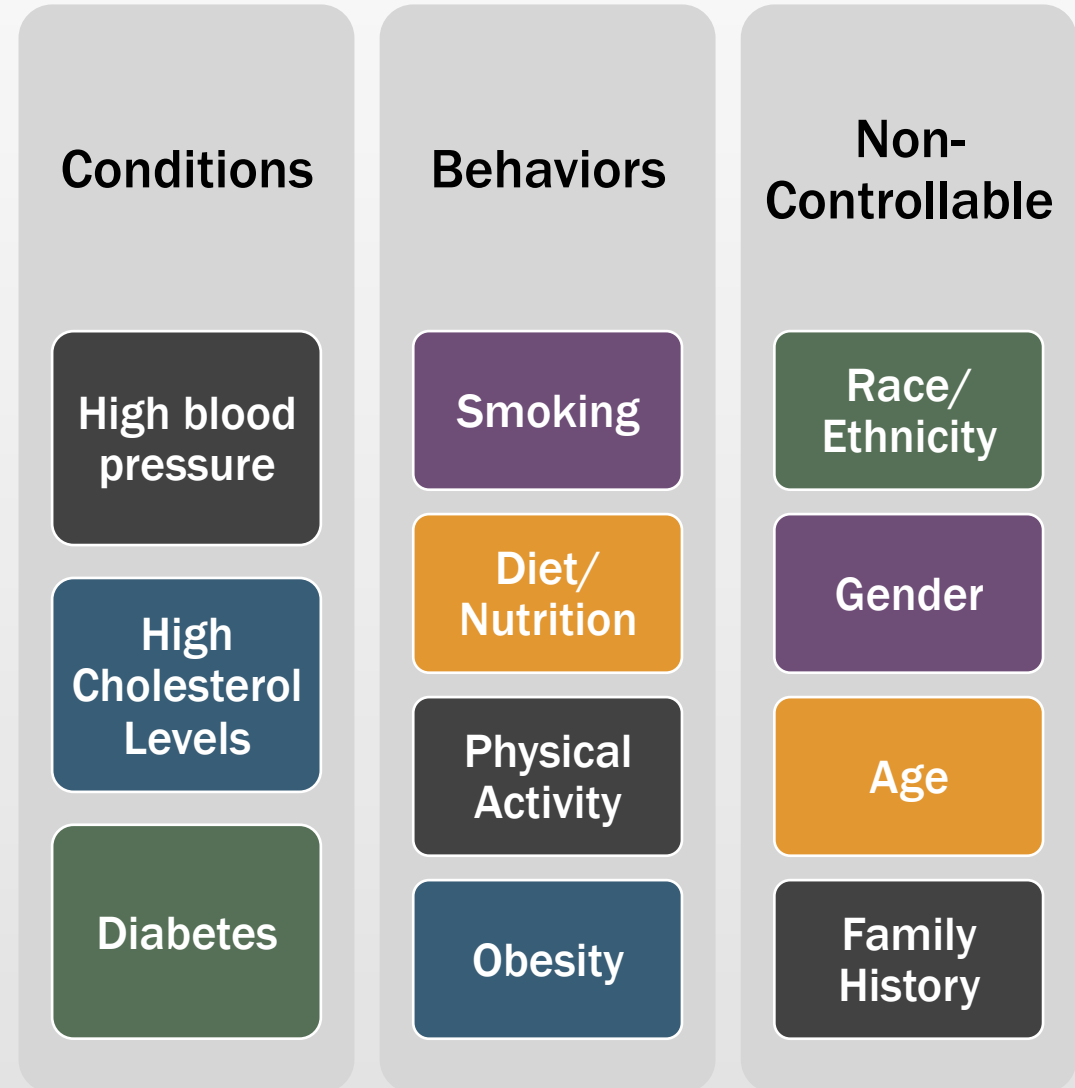 Conditions
High blood
pressure
High
Cholesterol
Levels
Diabetes
Behaviors
Smoking
Diet/
Nutrition
Physical
Activity
Obesity
Non-
Controllable
Race/
Ethnicity
Gender
Age
Family
History